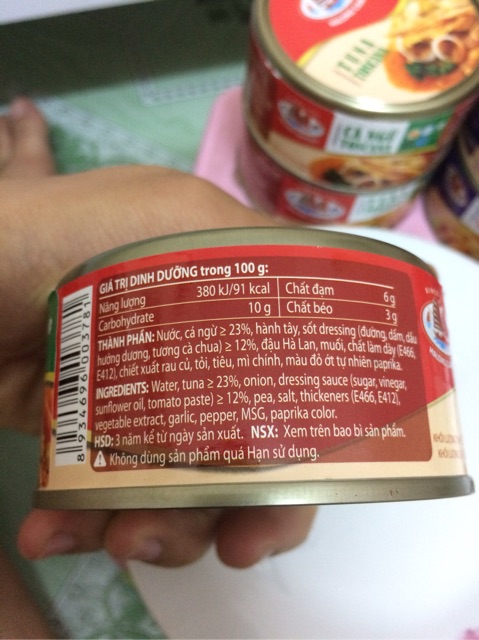 TUNA
CÁ NGỪ
GIÁ TRỊ DINH DƯỠNG trong 100 g:
Năng lượng 380 kJ/91 kcal Chất đạm 6 g
Carbohydrate 10 g Chất béo 3 g
THÀNH PHẦN: Nước, cá ngừ ≥ 23%, hành tây, sốt dressing (đường, dấm, dầu
hướng dương, tương cà chua) ≥ 12%, đậu Hà Lan, muối, chất làm dày (E466,
E412), chiết xuất rau củ, tỏi, tiêu, mì chính, màu đỏ ớt tự nhiên paprika.
INGREDIENTS: Water, tuna ≥ 23%, onion, dressing sauce (sugar, vinegar,
sunflower oil, tomato paste) ≥ 12%, pea, salt, thickeners (E466, E412),
vegetable extract, garlic, pepper, MSG, paprika color.
HSD: 3 năm kể từ ngày sản xuất. NSX: Xem trên bao bì sản phẩm.
Không dùng sản phẩm quá Hạn sử dụng.
8934696003781